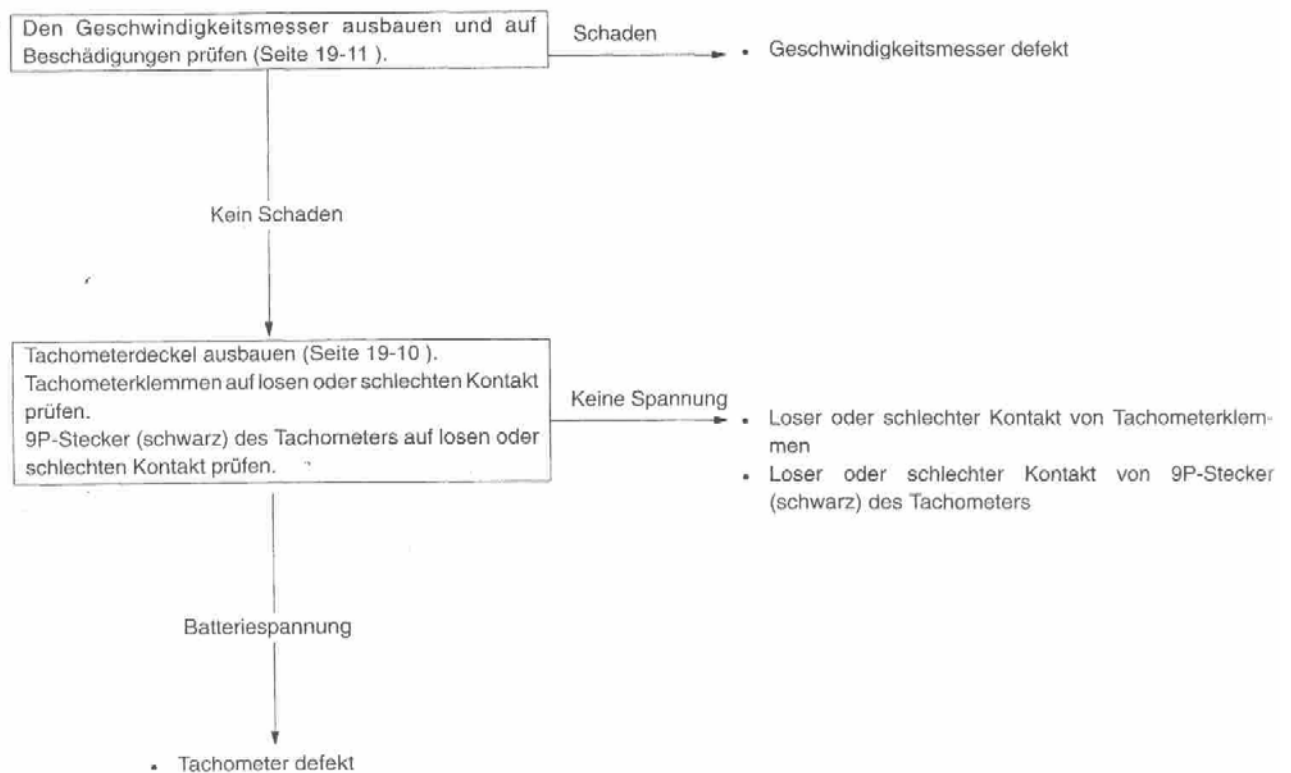 Den Geschwindigkeitsmesser ausbauen und auf
Beschädigungen prüfen (Seite 19-11 ).
Schaden
• Geschwindigkeitsmesser defekt
Kein Schaden
Tachometerdeckel ausbauen (Seite 19-10 ).
Tachometerklemmen auf losen oder schlechten Kontakt
prüfen.
9P-Stecker (schwarz) des Tachometers auf losen oder
schlechten Kontakt prüfen.
Keine Spannung
• Loser oder schlechter Kontakt von Tachometerklem-
men
• Loser oder schlechter Kontakt von 9P-Stecker
(schwarz) des Tachometers
Batteriespannung
• Tachometer defekt